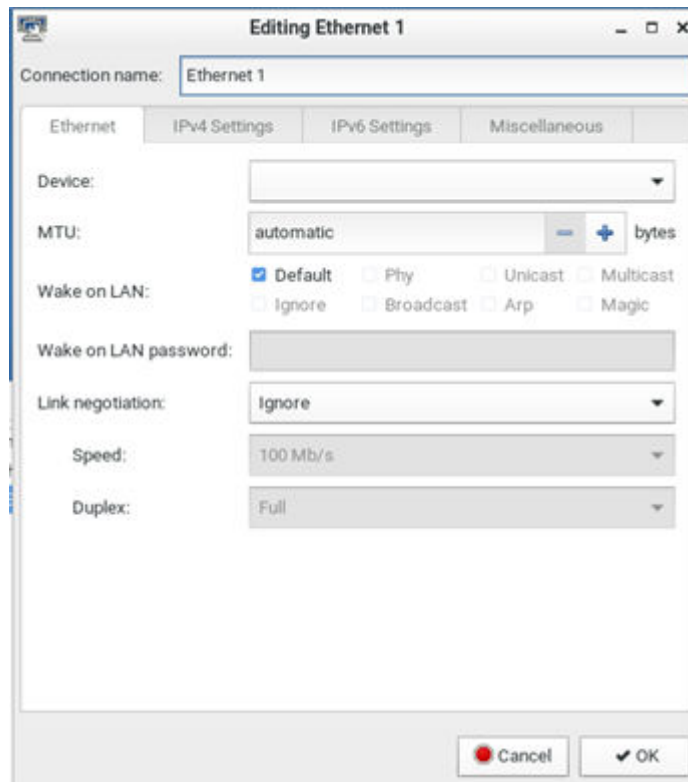 Editing Ethernet 1
Connection name: Ethernet 1
Ethernet IPv4 Settings IPv6 Settings Miscellaneous
Device:
MTU: automatic bytes
Wake on LAN: Default Phy Unicast Multicast
Ignore Broadcast Arp Magic
Wake on LAN password:
Link negotiation: Ignore
Speed: 100 Mb/s
Duplex: Full
Cancel OK